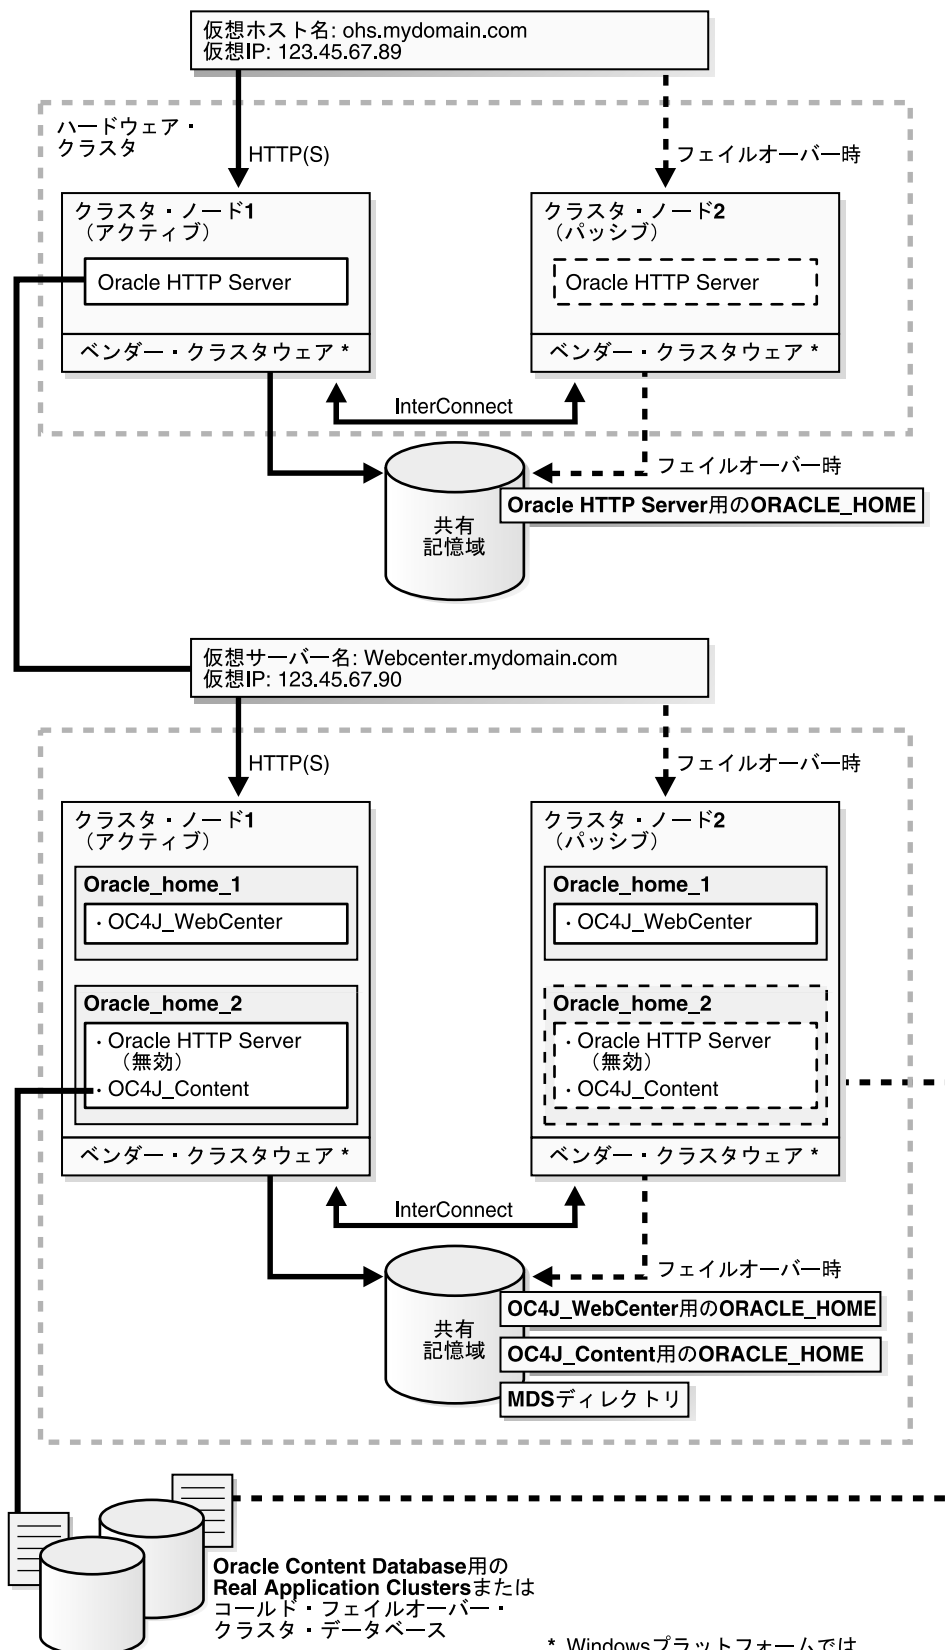 仮想ホスト名: ohs.mydomain.com
仮想IP: 123.45.67.89
ハードウェア・
クラスタ
HTTP(S)
フェイルオーバー時
クラスタ・ノード1
（アクティブ）
Oracle HTTP Server
ベンダー・クラスタウェア *
クラスタ・ノード2
（パッシブ）
Oracle HTTP Server
ベンダー・クラスタウェア *
InterConnect
フェイルオーバー時
共有
記憶域
Oracle HTTP Server用のORACLE_HOME
仮想サーバー名: Webcenter.mydomain.com
仮想IP: 123.45.67.90
HTTP(S)
フェイルオーバー時
クラスタ・ノード1
（アクティブ）
Oracle_home_1
・OC4J_WebCenter
Oracle_home_2
・Oracle HTTP Server
（無効）
・OC4J_Content
ベンダー・クラスタウェア *
クラスタ・ノード2
（パッシブ）
Oracle_home_1
・OC4J_WebCenter
Oracle_home_2
・Oracle HTTP Server
（無効）
・OC4J_Content
ベンダー・クラスタウェア *
InterConnect
フェイルオーバー時
共有
記憶域
OC4J_WebCenter用のORACLE_HOME
OC4J_Content用のORACLE_HOME
MDSディレクトリ
Oracle Content Database用の
Real Application Clustersまたは
コールド・フェイルオーバー・
クラスタ・データベース
* Windowsプラットフォームでは